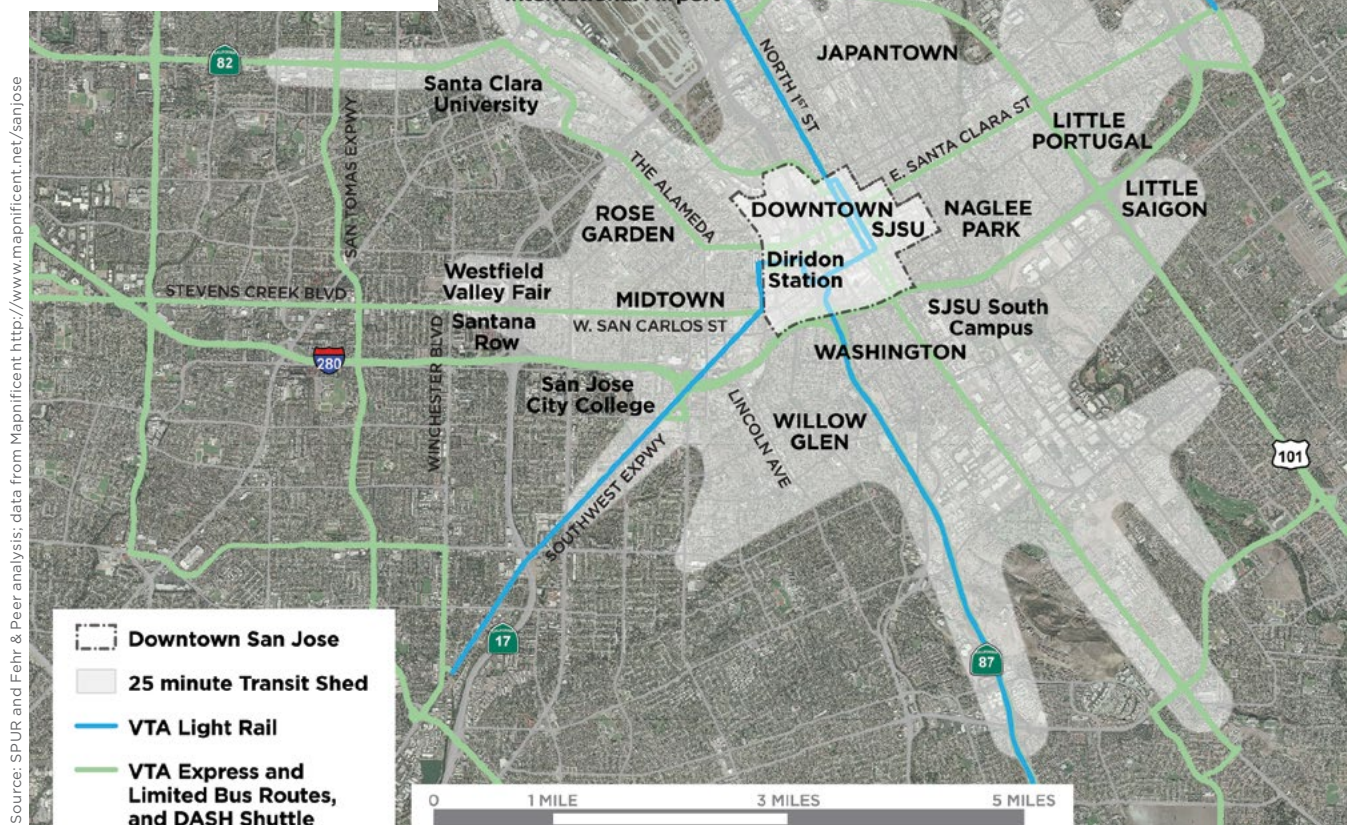 International Airport
JAPANTOWN
NORTH 1ST ST
82
Santa Clara
University
SANTOMAS EXPWY
E. SANTA CLARA ST
LITTLE
PORTUGAL
THE ALAMEDA
LITTLE
SAIGON
ROSE
GARDEN
DOWNTOWN
SJSU
NAGLEE
PARK
Diridon
Station
Westfield
Valley Fair
STEVENS CREEK BLVD
MIDTOWN
W. SAN CARLOS ST
SJSU South
Campus
Santana
Row
WINCHESTER BLVD
280
WASHINGTON
San Jose
City College
LINCOLN AVE
WILLOW
GLEN
SOUTHWEST EXPWY
101
17
87
Downtown San Jose
25 minute Transit Shed
VTA Light Rail
VTA Express and
Limited Bus Routes,
and DASH Shuttle
0 1 MILE 3 MILES 5 MILES
Source: SPUR and Fehr & Peer analysis; data from Mapnificent http://www.mapnificent.net/sanjose